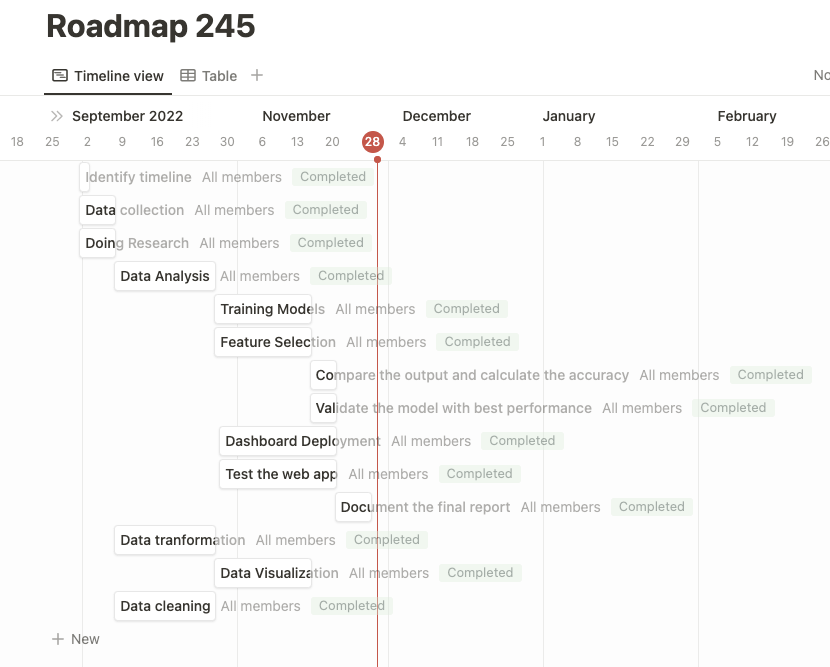 Roadmap 245
Timeline view Table No
September 2022 November December January February
18 25 2 9 16 23 30 6 13 20 28 4 11 18 25 1 8 15 22 29 5 12 19 26
Identify timeline All members Completed
Data collection All members Completed
Doing Research All members Completed
Data Analysis All members Completed
Training Models All members Completed
Feature Selection All members Completed
Compare the output and calculate the accuracy All members Completed
Validate the model with best performance All members Completed
Dashboard Deployment All members Completed
Test the web app All members Completed
Document the final report All members Completed
Data tranformation All members Completed
Data Visualization All members Completed
Data cleaning All members Completed
New